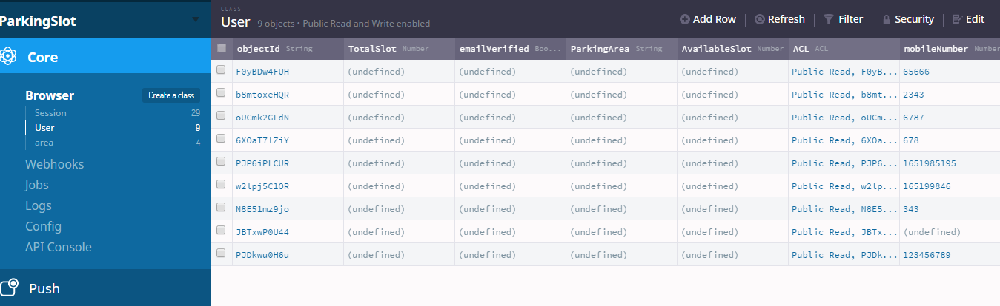 ParkingSlot
Core
Browser
Create a class
Session 29
User 9
area 4
Webhooks
Jobs
Logs
Config
API Console
Push
CLASS
User 9 objects • Public Read and Write enabled
Add Row Refresh Filter Security Edit
objectId String TotalSlot Number emailVerified Boo... ParkingArea String AvailableSlot Number ACL ACL mobileNumber Number
F0yBDw4FUH (undefined) (undefined) (undefined) (undefined) Public Read, F0yB... 65666
b8mtoxeHQR (undefined) (undefined) (undefined) (undefined) Public Read, b8mt... 2343
oUCmk2GLdN (undefined) (undefined) (undefined) (undefined) Public Read, oUCm... 6787
6XOaT7lZiY (undefined) (undefined) (undefined) (undefined) Public Read, 6XOa... 678
PJP6iPLCUR (undefined) (undefined) (undefined) (undefined) Public Read, PJP6... 1651985195
w2lpj5C1OR (undefined) (undefined) (undefined) (undefined) Public Read, w2lp... 165199846
N8E51mz9jo (undefined) (undefined) (undefined) (undefined) Public Read, N8E5... 343
JBTxwP0U44 (undefined) (undefined) (undefined) (undefined) Public Read, JBTx... (undefined)
PJDkwu0H6u (undefined) (undefined) (undefined) (undefined) Public Read, PJDk... 123456789